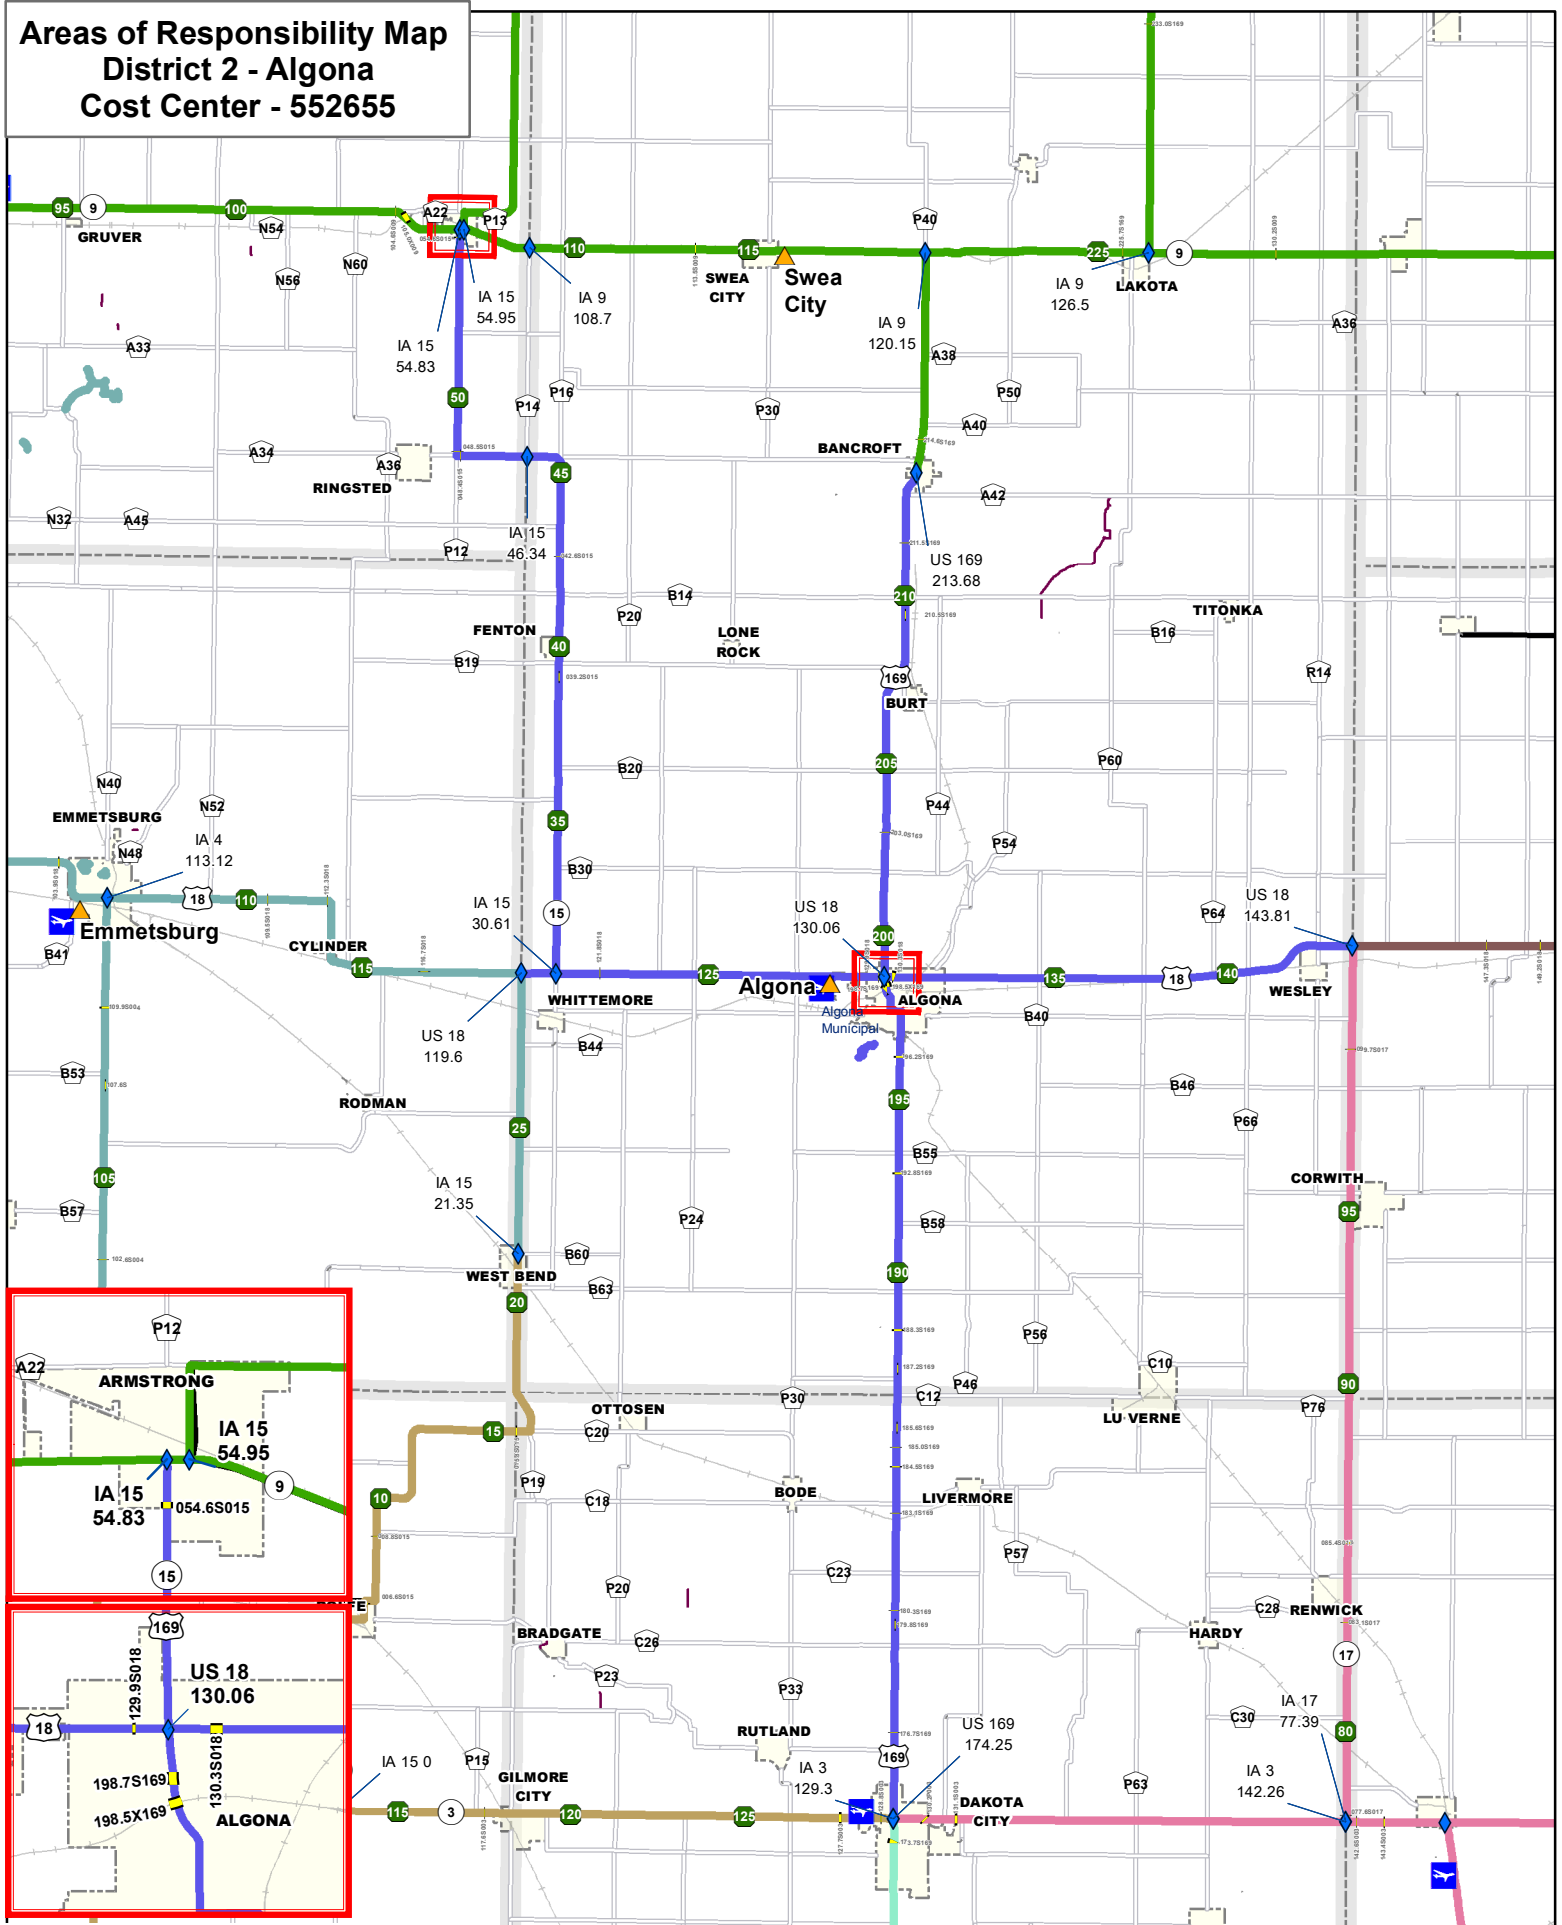 Areas of Responsibility Map
District 2 - Algona
Cost Center - 552655
233.0S169
95
9
100
A22
P13
P40
GRUVER
N54
110
115
225
9
N60
N56
SWEA
CITY
Swea
City
IA 9
126.5
LAKOTA
IA 15
54.95
IA 9
108.7
IA 9
120.15
A36
A33
IA 15
54.83
A38
50
P14
P16
P30
P50
A40
BANCROFT
A34
A36
45
RINGSTED
A42
N32
A45
P12
IA 15
46.34
US 169
213.68
210
B14
P20
TITONKA
FENTON
40
LONE
ROCK
B16
B19
039.2S015
R14
169
BURT
N40
B20
205
P60
N52
P44
EMMETSBURG
35
IA 4
113.12
N48
P54
B30
18
110
IA 15
30.61
15
US 18
130.06
P64
US 18
143.81
Emmetsburg
200
B41
CYLINDER
115
125
135
18
140
WESLEY
Algona
ALGONA
WHITTEMORE
Algona
Municipal
B40
US 18
119.6
B44
B53
B46
RODMAN
195
25
P66
B55
105
CORWITH
IA 15
21.35
B57
P24
B58
95
B60
WEST BEND
190
B63
20
P12
P56
A22
C10
ARMSTRONG
P46
C12
90
P30
OTTOSEN
P76
LU VERNE
IA 15
54.95
15
C20
9
P19
IA 15
54.83
054.6S015
10
C18
BODE
LIVERMORE
15
P57
C23
P20
C28
RENWICK
169
BRADGATE
HARDY
C26
129.9S018
US 18
130.06
P23
17
18
P33
C30
IA 17
77.39
RUTLAND
US 169
174.25
80
130.3S018
198.7S169
198.5X169
ALGONA
IA 15 0
P15
GILMORE
CITY
169
IA 3
129.3
P63
IA 3
142.26
DAKOTA
CITY
115
3
120
125